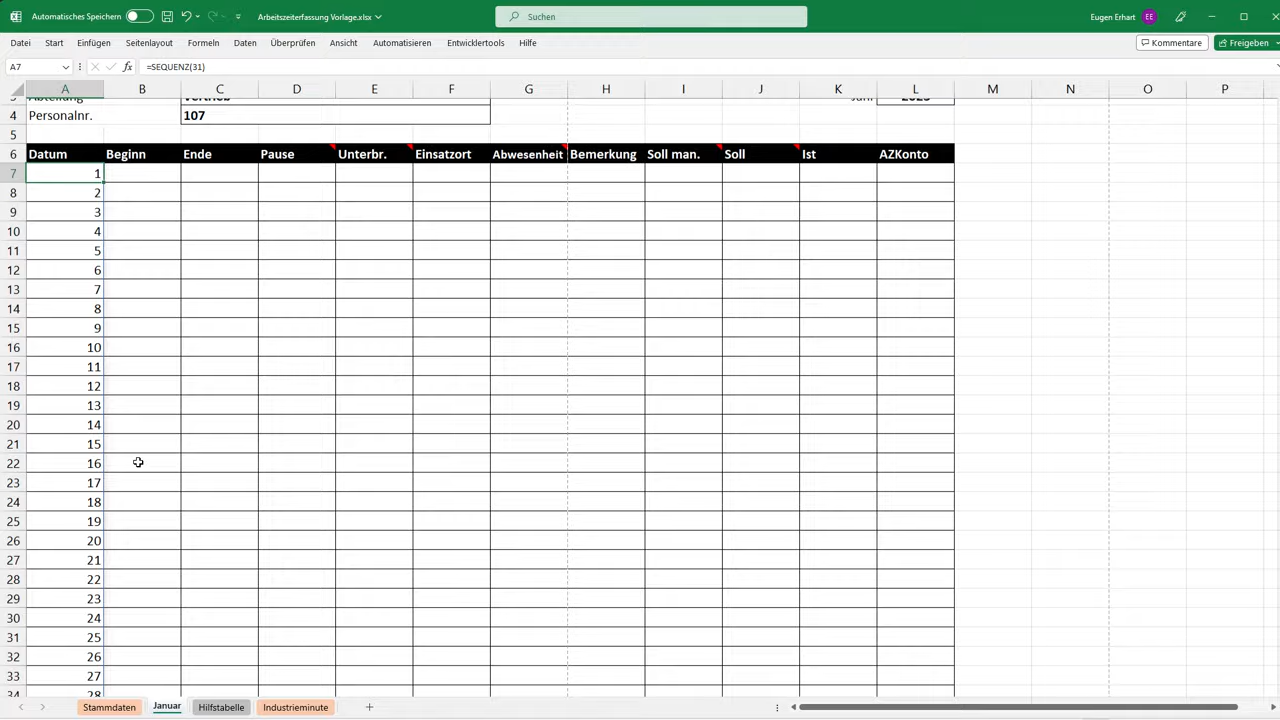 Automatisches Speichern
Arbeitszeiterfassung Vorlage.xlsx
Suchen
Eugen Erhart
EE
Datei Start Einfügen Seitenlayout Formeln Daten Überprüfen Ansicht Automatisieren Entwicklertools Hilfe
Kommentare
Freigeben
A7
fx
=SEQUENZ(31)
A B C D E F G H I J K L M N O P
Abteilung Vertrieb Jahr
4 Personalnr. 107
5
6 Datum Beginn Ende Pause Unterbr. Einsatzort Abwesenheit Bemerkung Soll man. Soll Ist AZKonto
7 1
8 2
9 3
10 4
11 5
12 6
13 7
14 8
15 9
16 10
17 11
18 12
19 13
20 14
21 15
22 16
23 17
24 18
25 19
26 20
27 21
28 22
29 23
30 24
31 25
32 26
33 27
34 28
Stammdaten Januar Hilfstabelle Industrieminute